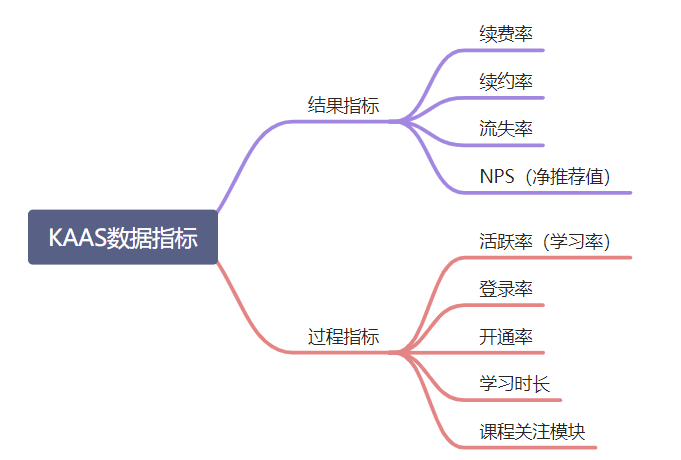 KAAS数据指标
结果指标
续费率
续约率
流失率
NPS（净推荐值）
过程指标
活跃率（学习率）
登录率
开通率
学习时长
课程关注模块